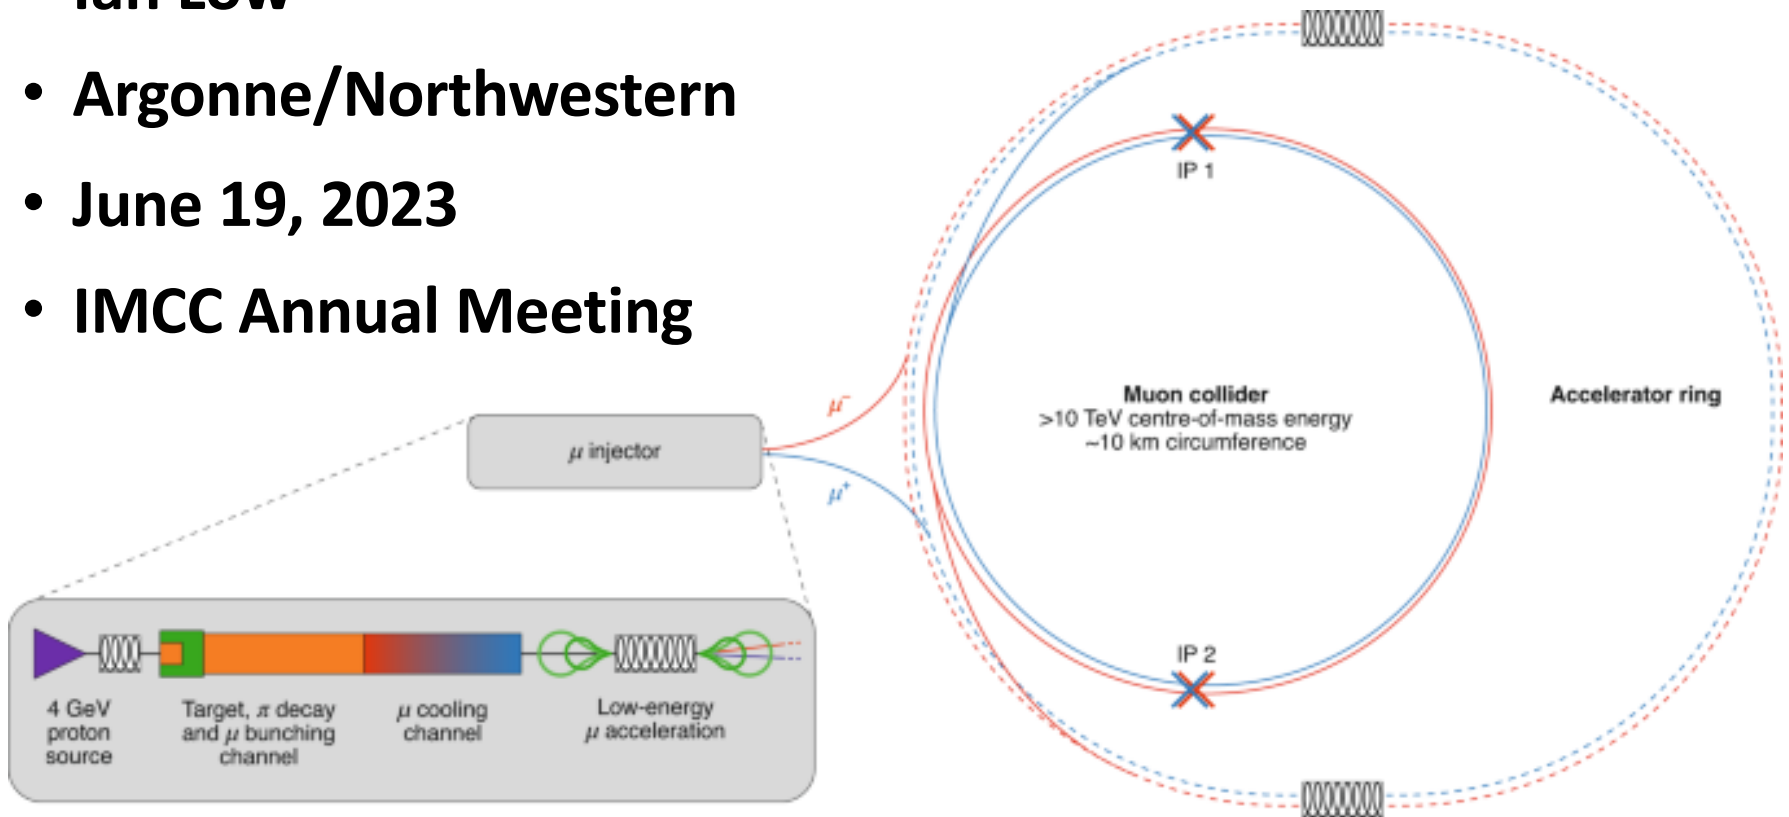 Ian Low
• Argonne/Northwestern
• June 19, 2023
• IMCC Annual Meeting
IP 1
μ⁻
Muon collider
>10 TeV centre-of-mass energy
~10 km circumference
Accelerator ring
μ injector
μ⁺
IP 2
4 GeV
proton
source
Target, π decay
and μ bunching
channel
μ cooling
channel
Low-energy
μ acceleration